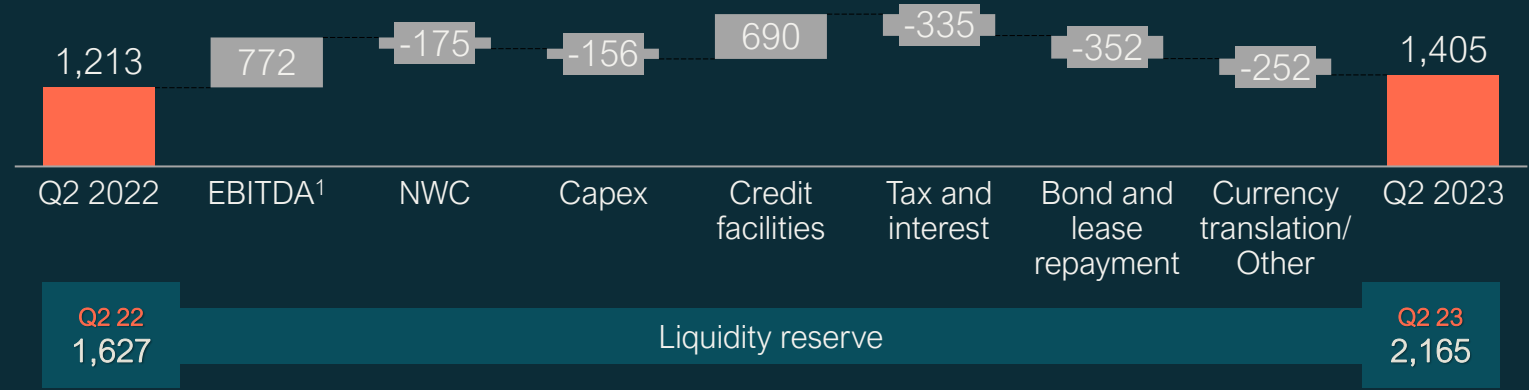 1,213
772
-175
-156
690
-335
-352
-252
1,405
Q2 2022
EBITDA¹
NWC
Capex
Credit
facilities
Tax and
interest
Bond and
lease
repayment
Currency
translation/
Other
Q2 2023
Q2 22
1,627
Liquidity reserve
Q2 23
2,165